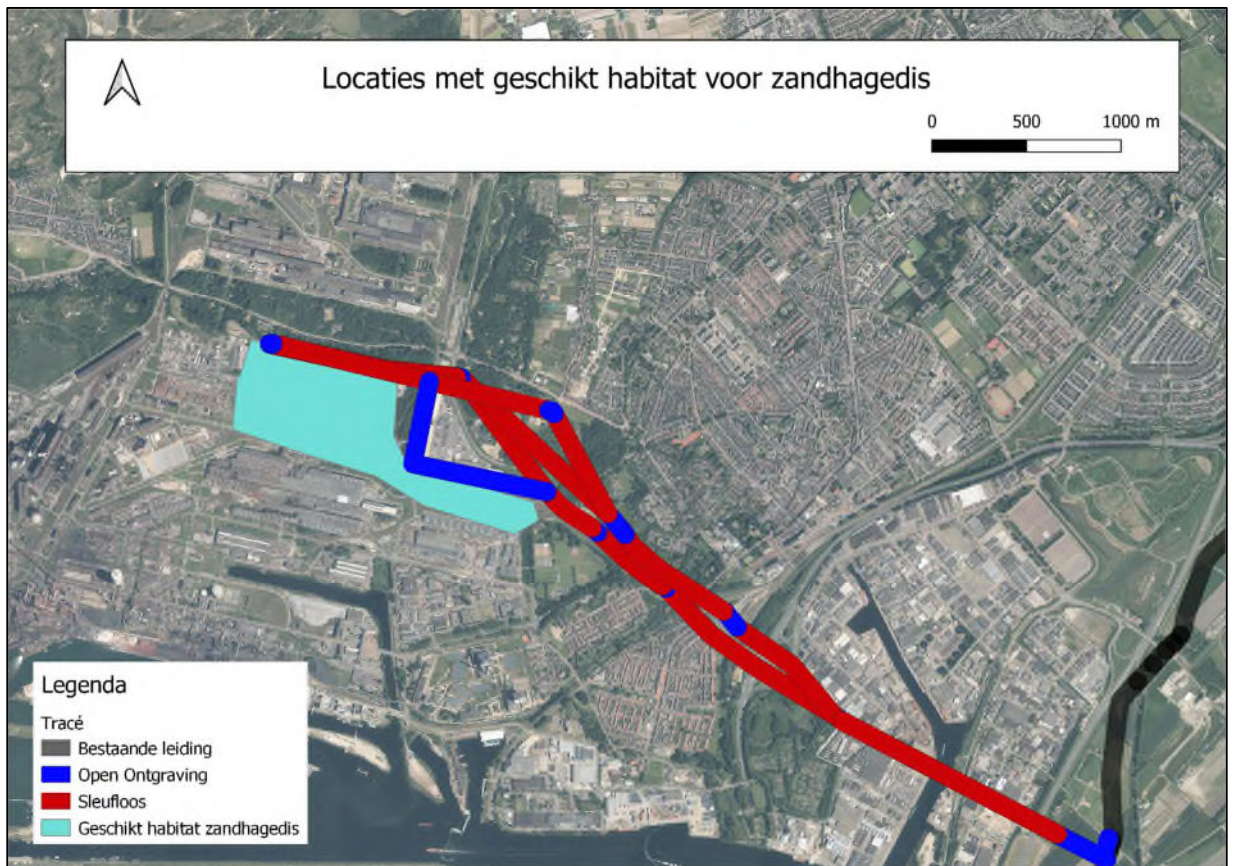 Locaties met geschikt habitat voor zandhagedis
0 500 1000 m
Legenda
Tracé
Bestaande leiding
Open Ontgraving
Sleufloos
Geschikt habitat zandhagedis